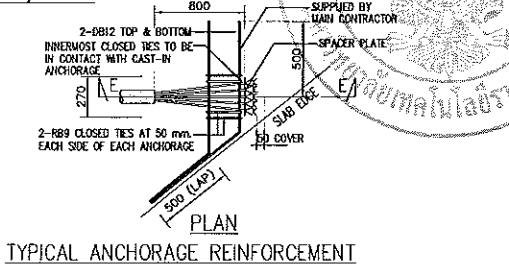 800
SUPPLIED BY
MAIN CONTRACTOR
2-DB12 TOP & BOTTOM
INNERMOST CLOSED TIES TO BE
IN CONTACT WITH CAST-IN
ANCHORAGE
SPACER PLATE
500
E
E
270
SLAB EDGE
2-RB9 CLOSED TIES AT 50 mm.
EACH SIDE OF EACH ANCHORAGE
50 COVER
500 (LAP)
PLAN
TYPICAL ANCHORAGE REINFORCEMENT